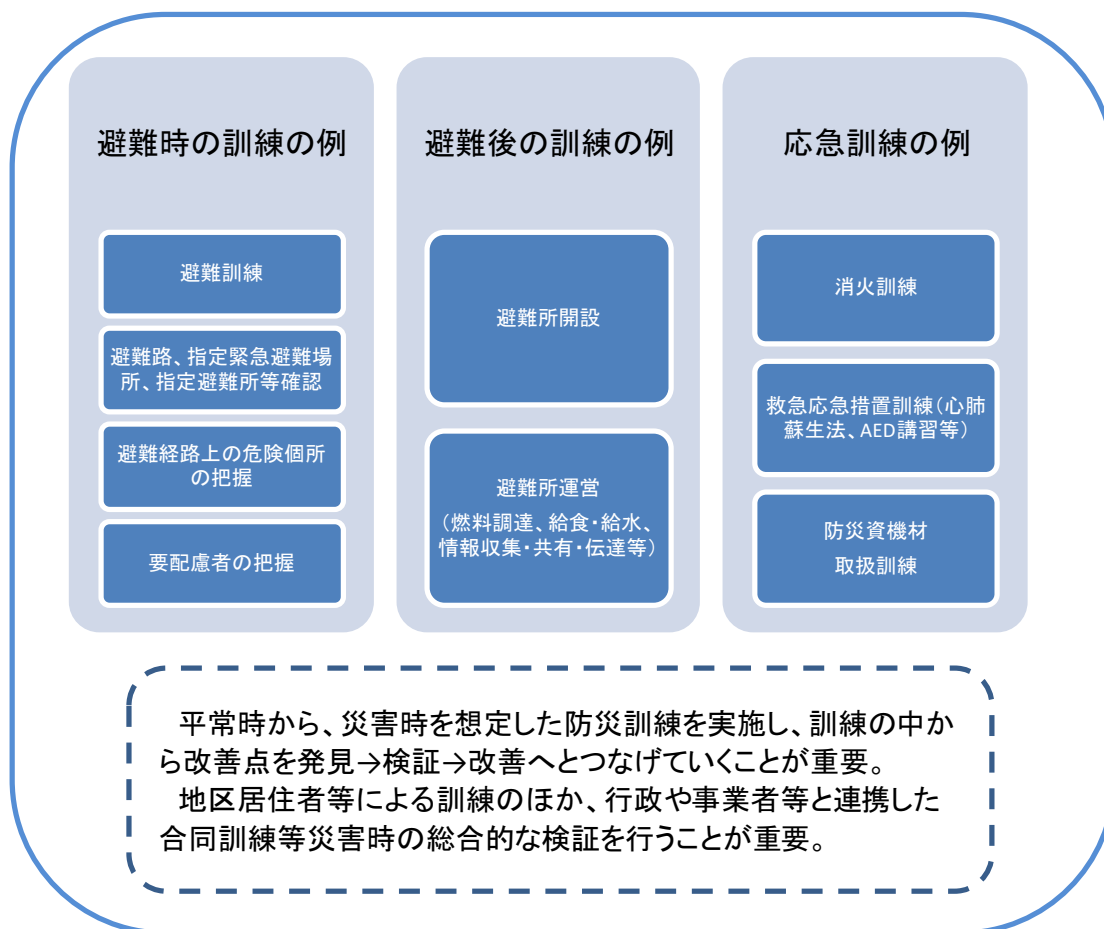 避難時の訓練の例
避難訓練
避難路、指定緊急避難場
所、指定避難所等確認
避難経路上の危険個所
の把握
要配慮者の把握
避難後の訓練の例
避難所開設
避難所運営
（燃料調達、給食・給水、
情報収集・共有・伝達等）
応急訓練の例
消火訓練
救急応急措置訓練（心肺
蘇生法、AED講習等）
防災資機材
取扱訓練
平常時から、災害時を想定した防災訓練を実施し、訓練の中か
ら改善点を発見→検証→改善へとつなげていくことが重要。
地区居住者等による訓練のほか、行政や事業者等と連携した
合同訓練等災害時の総合的な検証を行うことが重要。